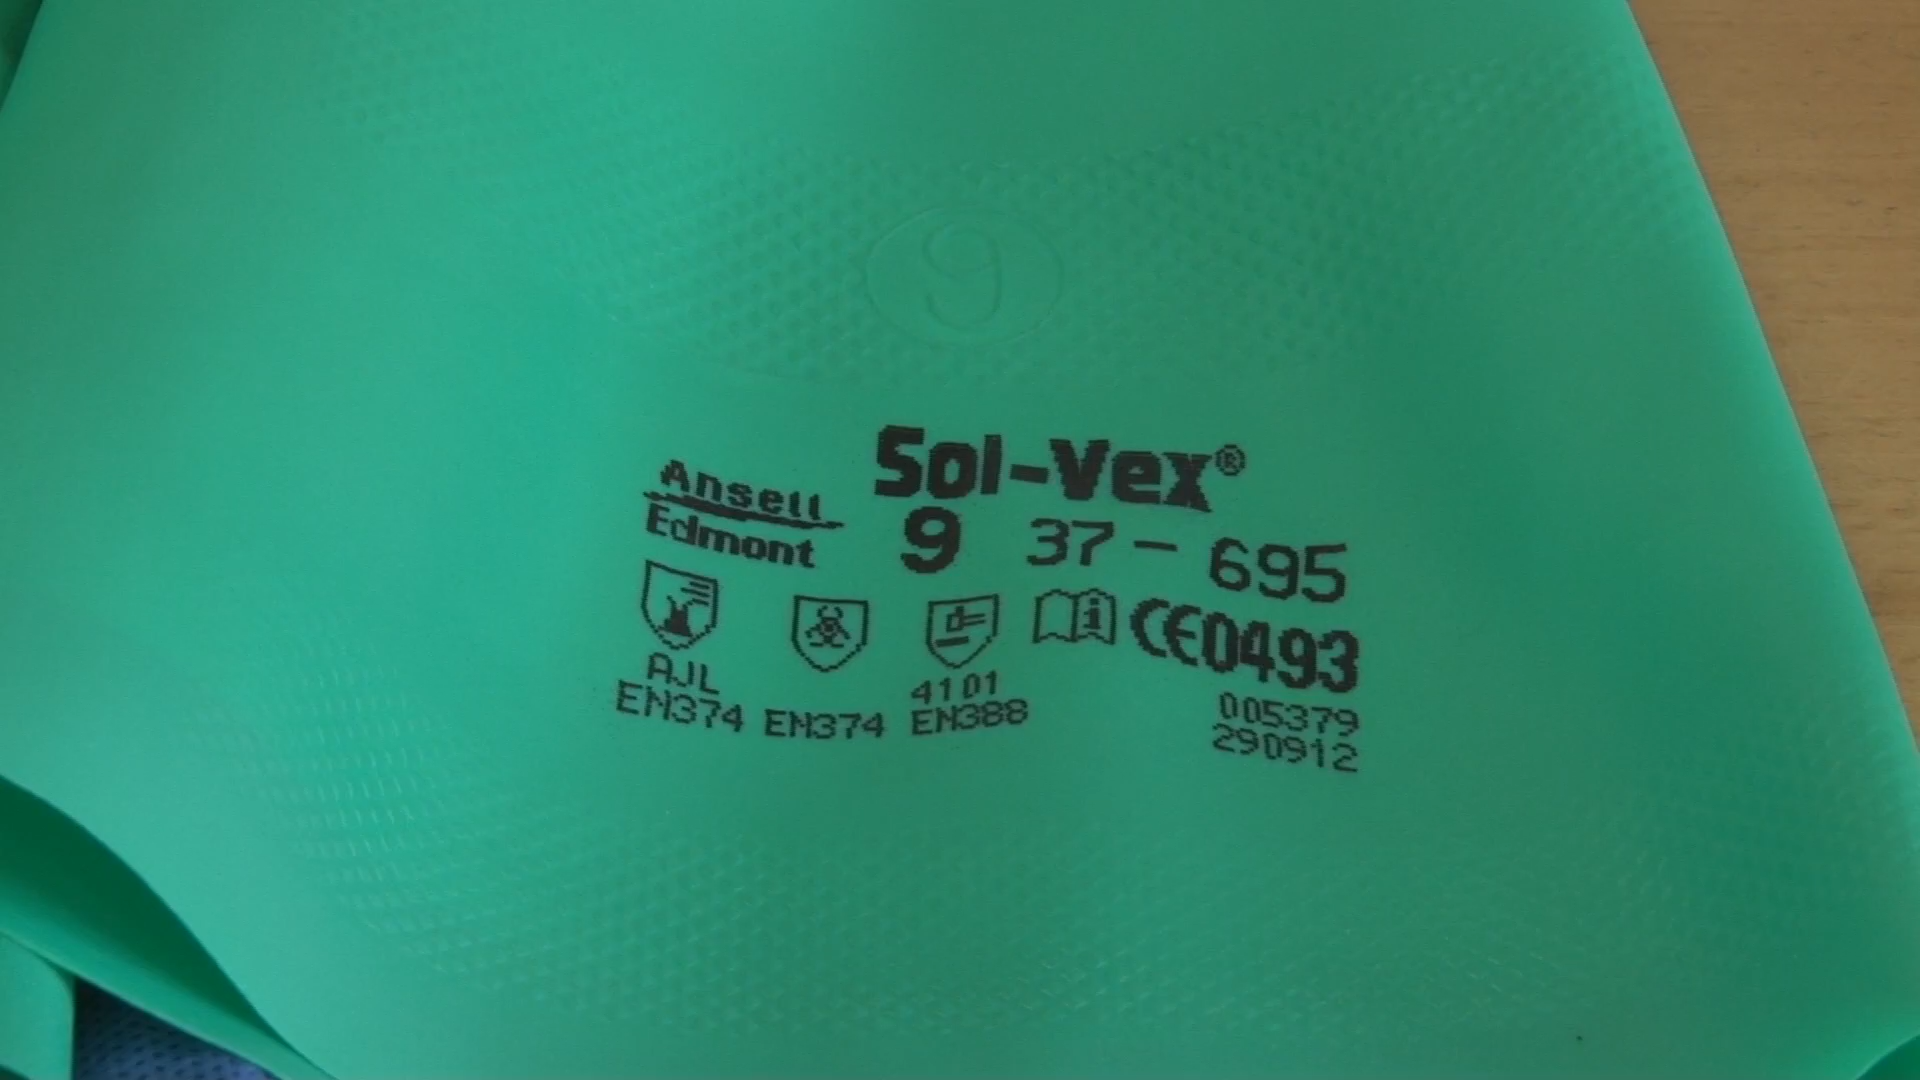 9
Sol-Vex®
Ansell
Edmont
9 37-695
CE0493
AJL
EN374
EN374
4101
EN388
005379
290912